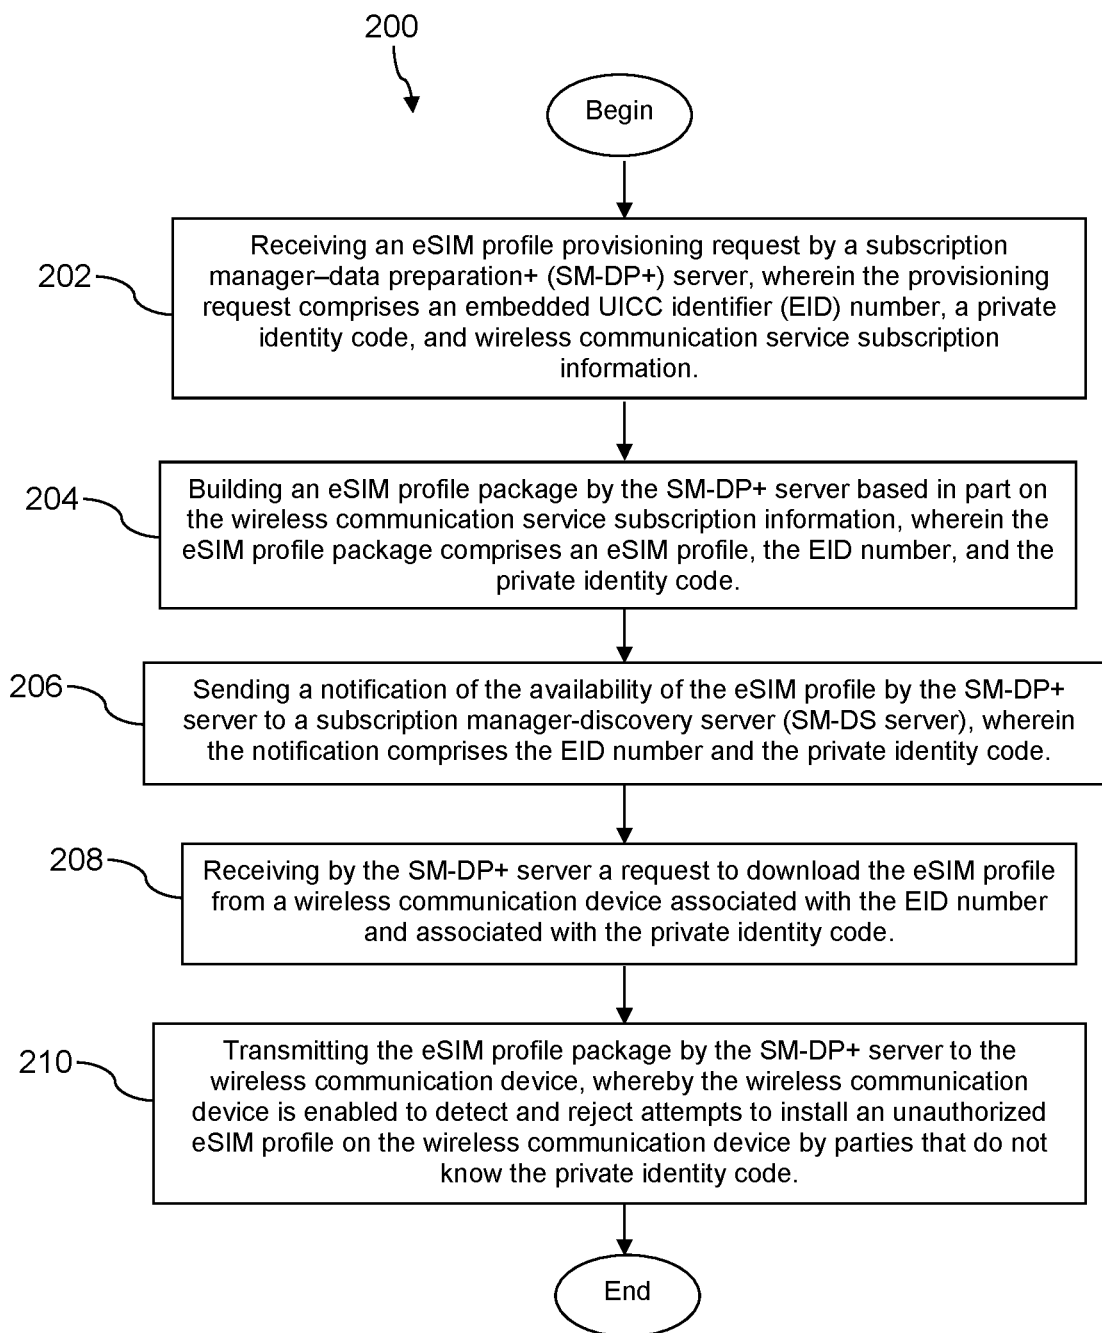 200
Begin
202
Receiving an eSIM profile provisioning request by a subscription
manager–data preparation+ (SM-DP+) server, wherein the provisioning
request comprises an embedded UICC identifier (EID) number, a private
identity code, and wireless communication service subscription
information.
204
Building an eSIM profile package by the SM-DP+ server based in part on
the wireless communication service subscription information, wherein the
eSIM profile package comprises an eSIM profile, the EID number, and the
private identity code.
206
Sending a notification of the availability of the eSIM profile by the SM-DP+
server to a subscription manager-discovery server (SM-DS server), wherein
the notification comprises the EID number and the private identity code.
208
Receiving by the SM-DP+ server a request to download the eSIM profile
from a wireless communication device associated with the EID number
and associated with the private identity code.
210
Transmitting the eSIM profile package by the SM-DP+ server to the
wireless communication device, whereby the wireless communication
device is enabled to detect and reject attempts to install an unauthorized
eSIM profile on the wireless communication device by parties that do not
know the private identity code.
End